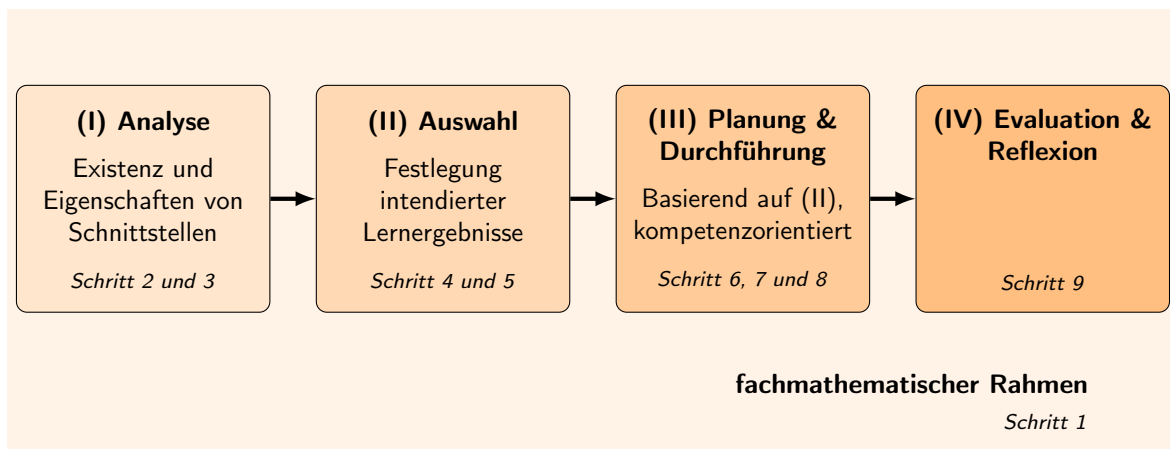 (I) Analyse
Existenz und
Eigenschaften von
Schnittstellen
Schritt 2 und 3
(II) Auswahl
Festlegung
intendierter
Lernergebnisse
Schritt 4 und 5
(III) Planung &
Durchführung
Basierend auf (II),
kompetenzorientiert
Schritt 6, 7 und 8
(IV) Evaluation &
Reflexion
Schritt 9
fachmathematischer Rahmen
Schritt 1